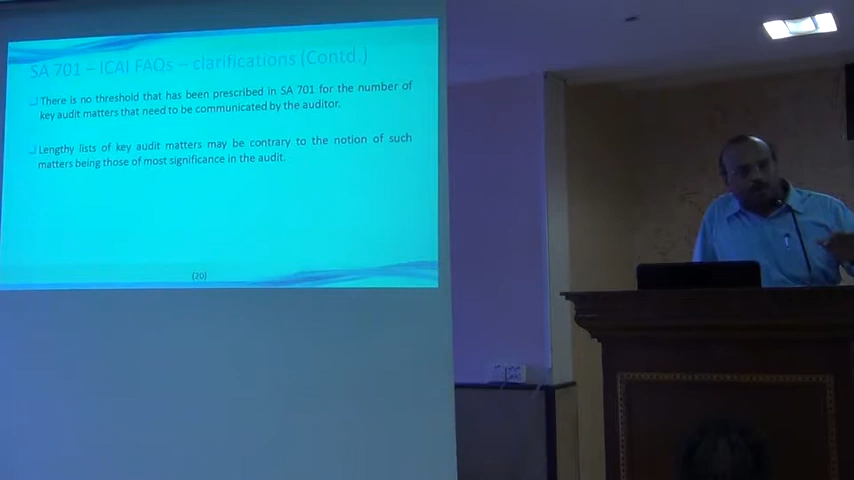 SA 701 – ICAI FAQs – clarifications (Contd.)
There is no threshold that has been prescribed in SA 701 for the number of
key audit matters that need to be communicated by the auditor.
Lengthy lists of key audit matters may be contrary to the notion of such
matters being those of most significance in the audit.
(20)